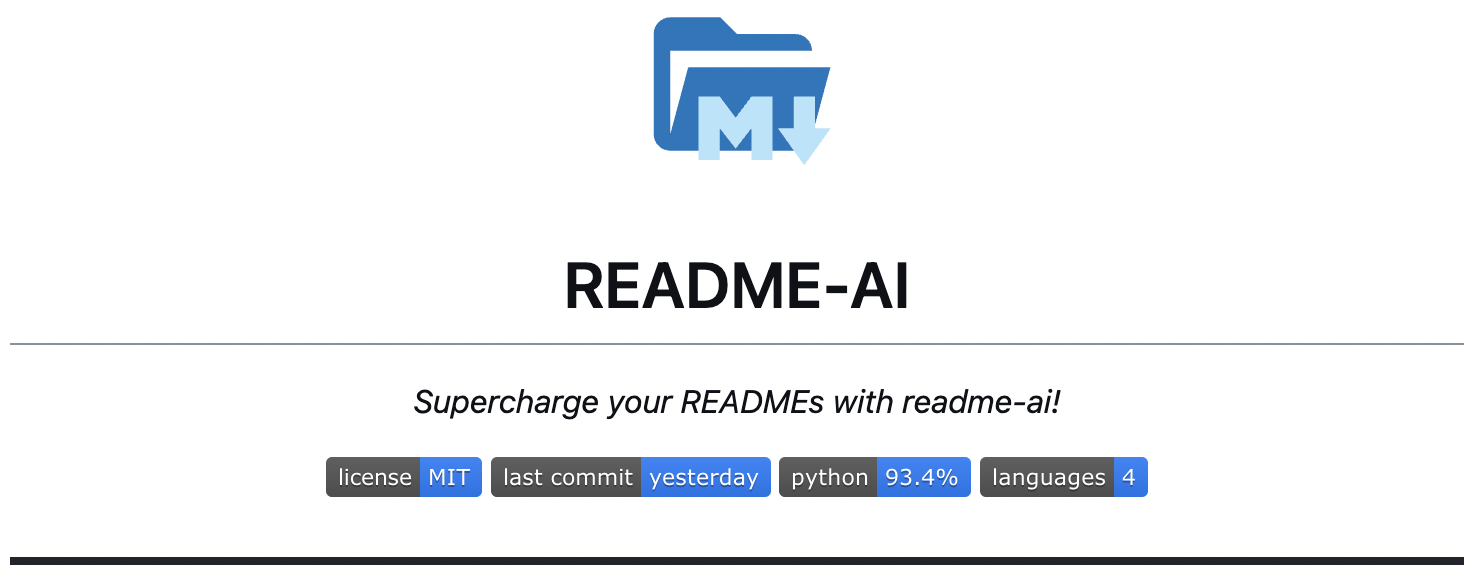 M
README-AI
Supercharge your READMEs with readme-ai!
license MIT last commit yesterday python 93.4% languages 4